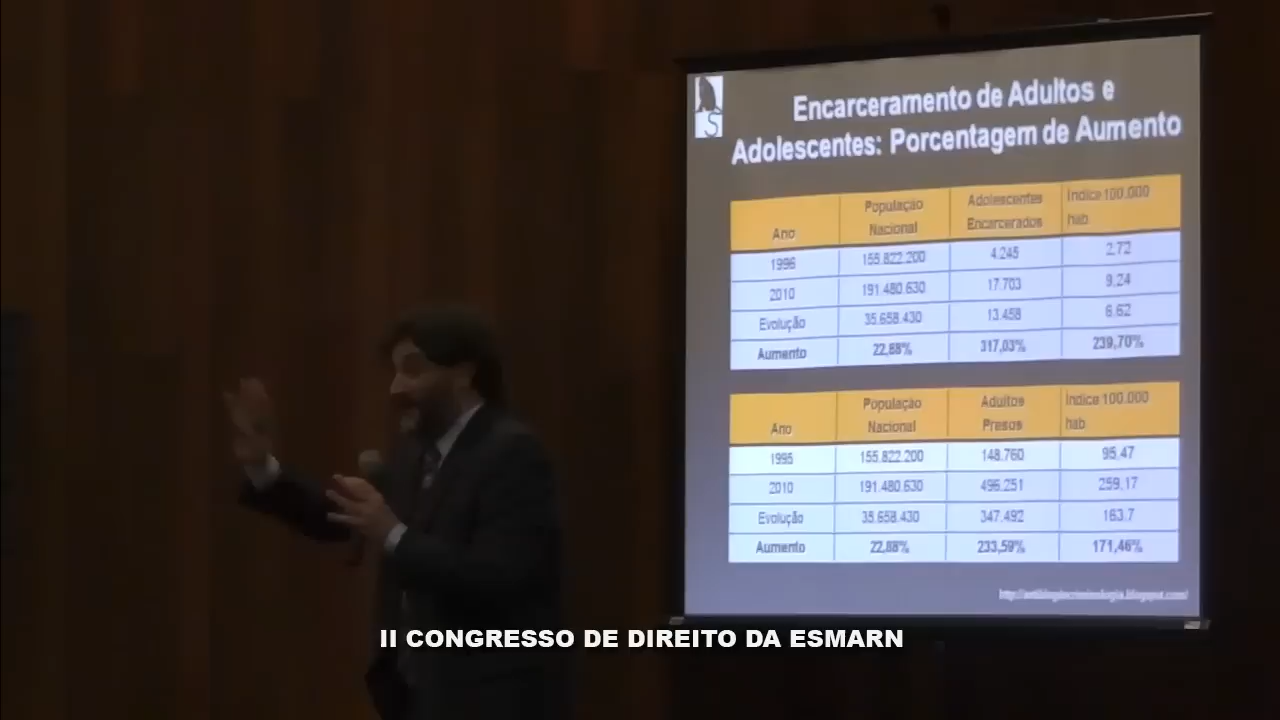 S
Encarceramento de Adultos e
Adolescentes: Porcentagem de Aumento
Ano População Nacional Adolescentes Encarcerados Índice 100.000 hab
1996 155.822.200 4.245 2,72
2010 191.480.630 17.703 9,24
Evolução 35.658.430 13.458 6,62
Aumento 22,88% 317,03% 239,70%
Ano População Nacional Adultos Presos Índice 100.000 hab
1995 155.822.200 148.760 95,47
2010 191.480.630 496.251 259,17
Evolução 35.658.430 347.492 163,7
Aumento 22,88% 233,59% 171,46%
II CONGRESSO DE DIREITO DA ESMARN